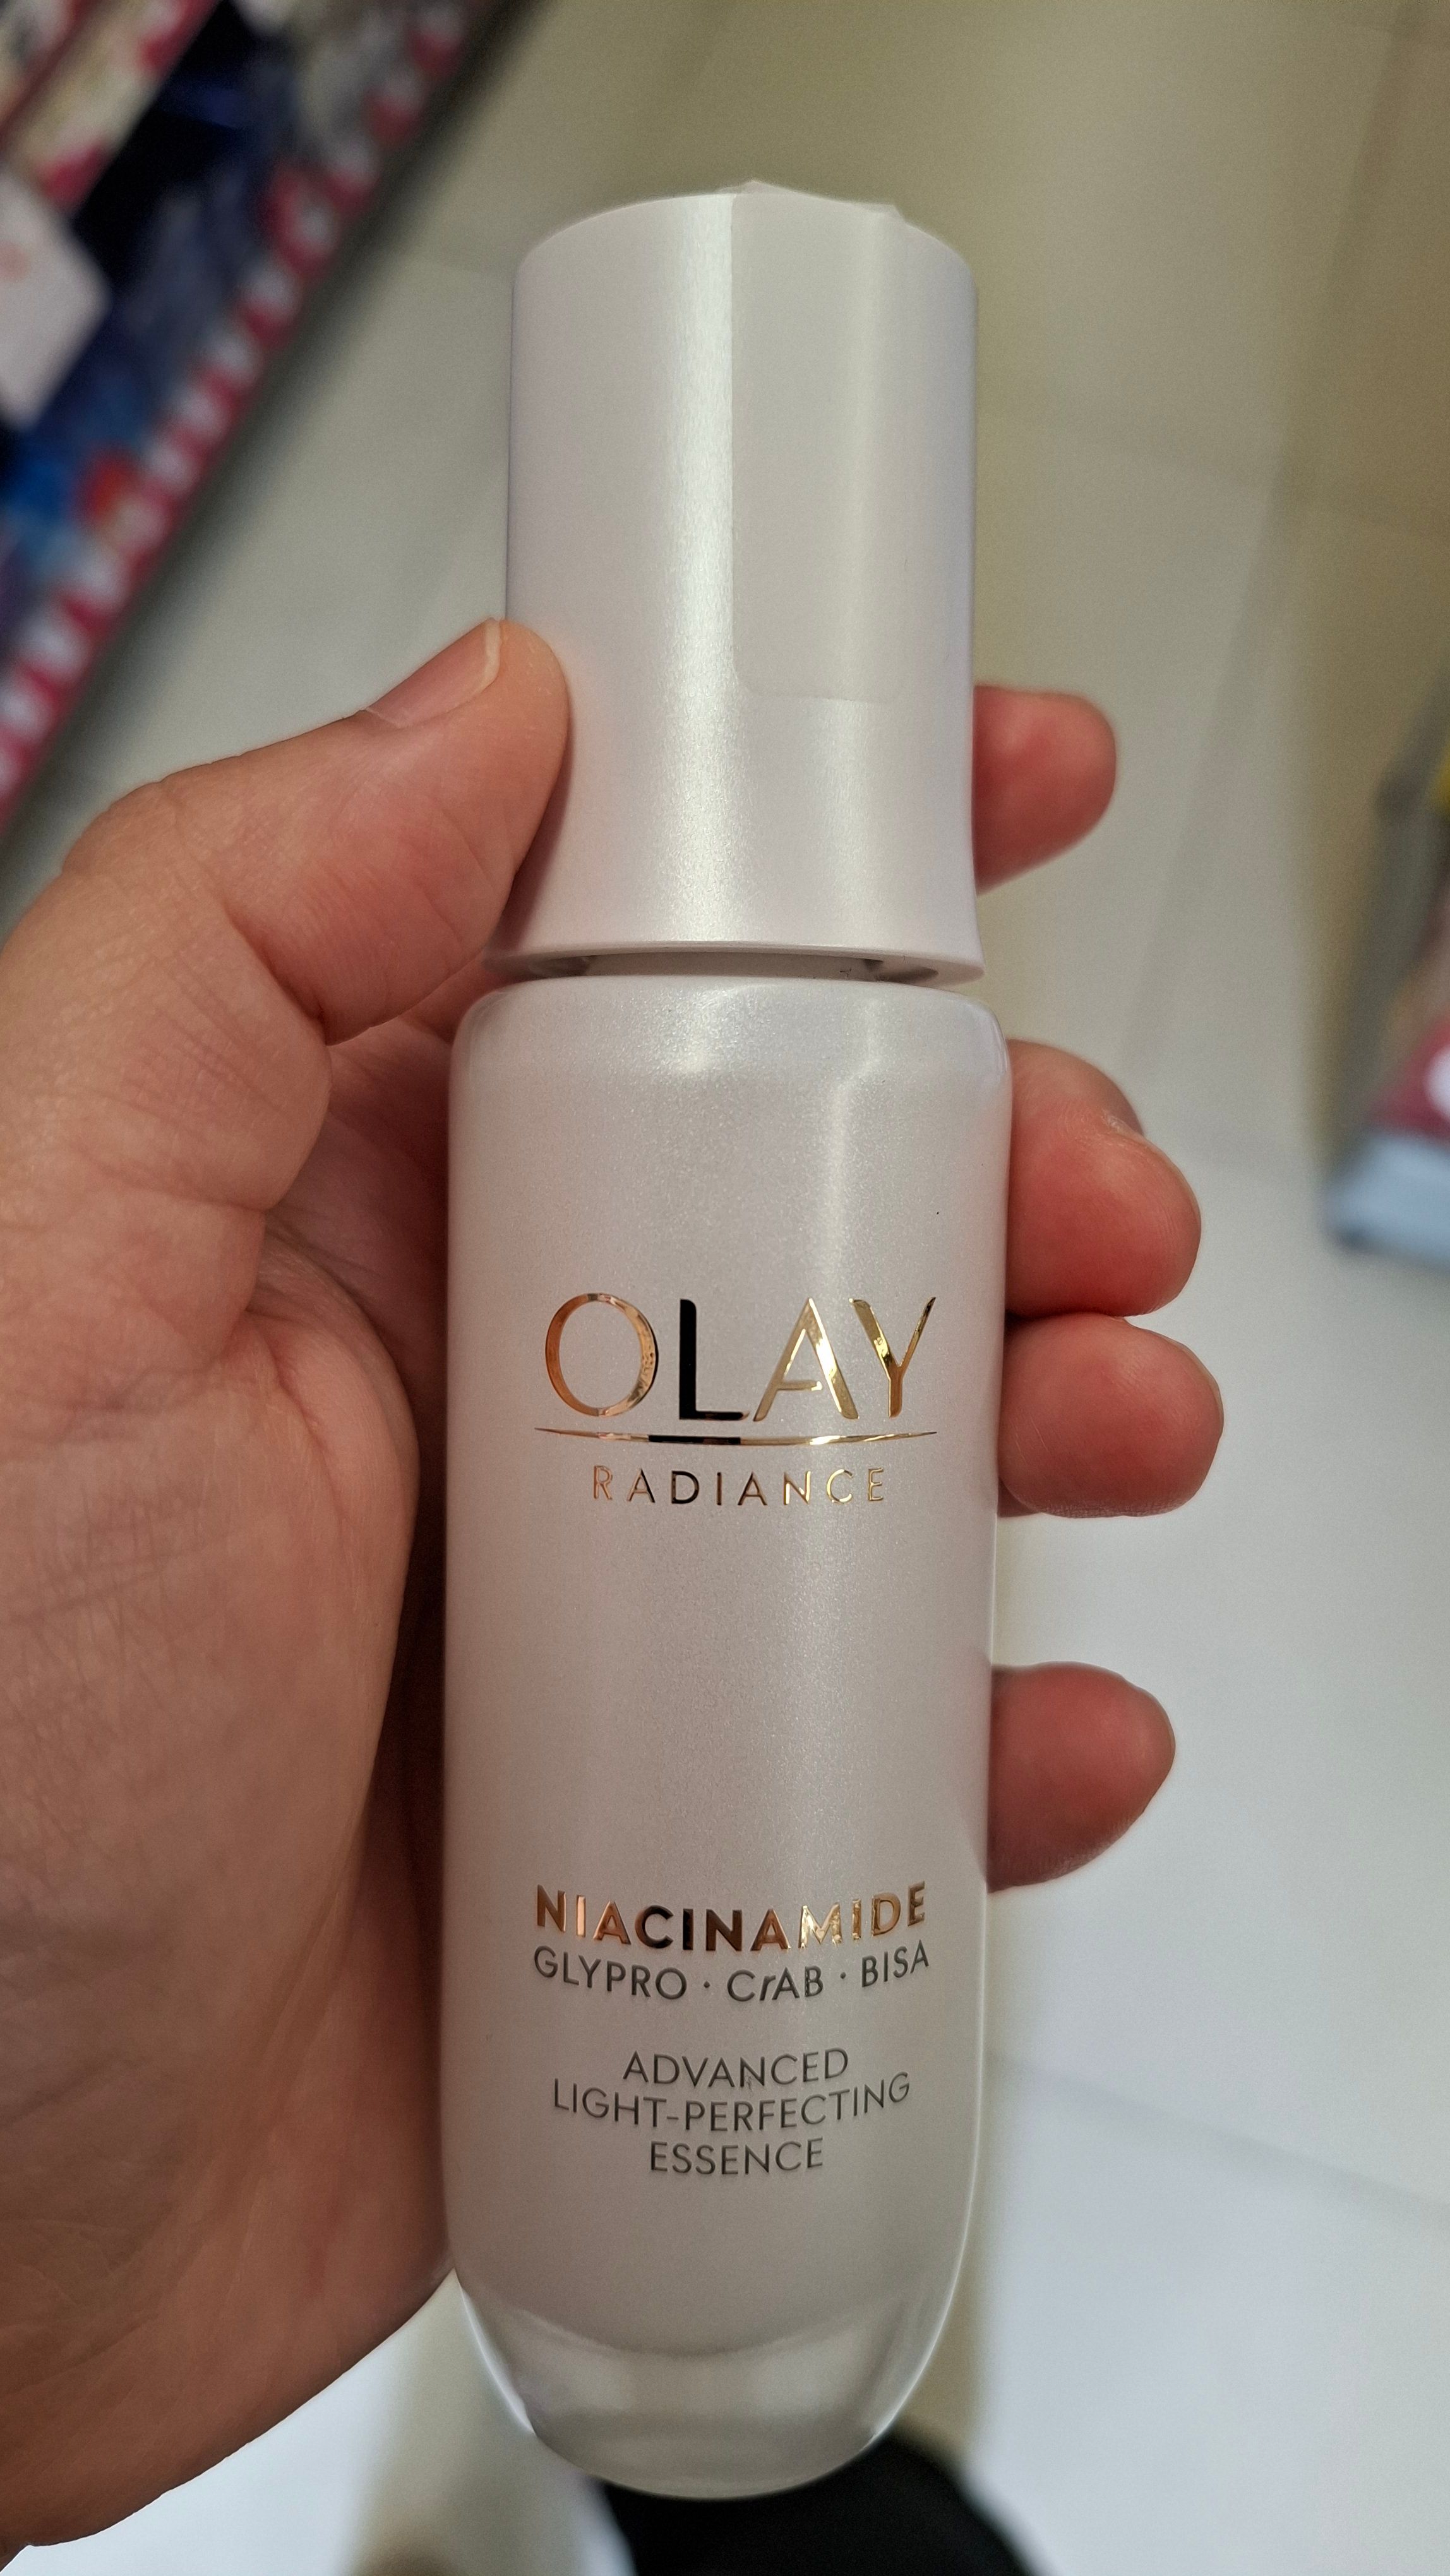 OLAY
RADIANCE
NIACINAMIDE
GLYPRO · CrAB · BISA
ADVANCED
LIGHT-PERFECTING
ESSENCE